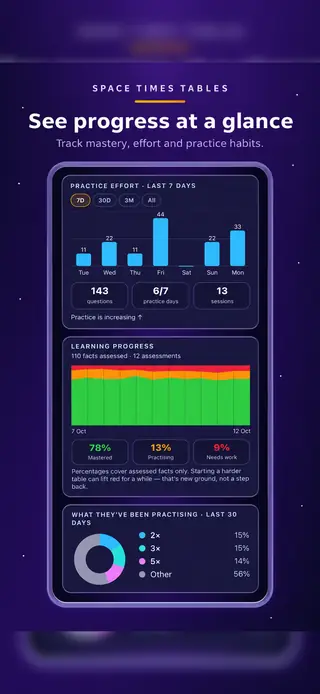 SPACE TIMES TABLES
See progress at a glance
Track mastery, effort and practice habits.
PRACTICE EFFORT · LAST 7 DAYS
7D 30D 3M All
11 22 11 44 22 33
Tue Wed Thu Fri Sat Sun Mon
143 6/7 13
questions practice days sessions
Practice is increasing ↑
LEARNING PROGRESS
110 facts assessed · 12 assessments
7 Oct 12 Oct
78% 13% 9%
Mastered Practising Needs work
Percentages cover assessed facts only. Starting a harder
table can lift red for a while — that's new ground, not a step
back.
WHAT THEY'VE BEEN PRACTISING · LAST 30
DAYS
2× 15%
3× 15%
5× 14%
Other 56%